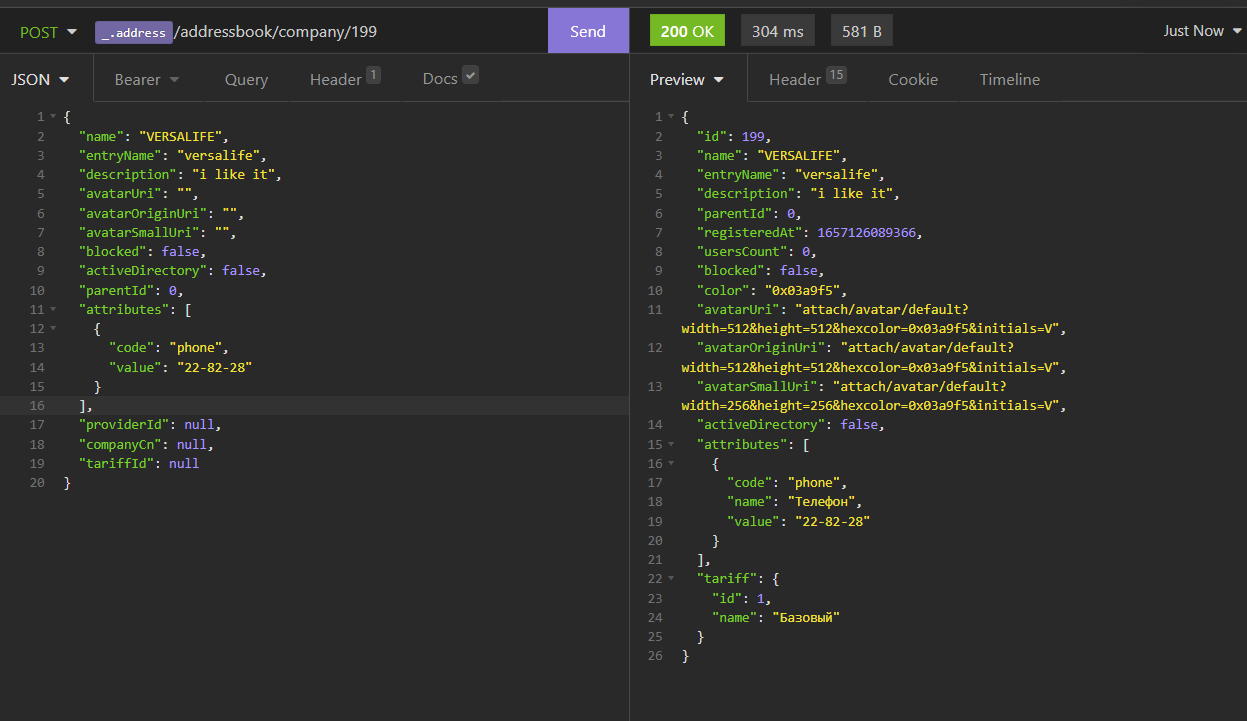 POST _.address /addressbook/company/199 Send 200 OK 304 ms 581 B Just Now
JSON Bearer Query Header 1 Docs
Preview Header 15 Cookie Timeline
1 {
2 "name": "VERSALIFE",
3 "entryName": "versalife",
4 "description": "i like it",
5 "avatarUri": "",
6 "avatarOriginUri": "",
7 "avatarSmallUri": "",
8 "blocked": false,
9 "activeDirectory": false,
10 "parentId": 0,
11 "attributes": [
12 {
13 "code": "phone",
14 "value": "22-82-28"
15 }
16 ],
17 "providerId": null,
18 "companyCn": null,
19 "tariffId": null
20 }
1 {
2 "id": 199,
3 "name": "VERSALIFE",
4 "entryName": "versalife",
5 "description": "i like it",
6 "parentId": 0,
7 "registeredAt": 1657126089366,
8 "usersCount": 0,
9 "blocked": false,
10 "color": "0x03a9f5",
11 "avatarUri": "attach/avatar/default?
width=512&height=512&hexcolor=0x03a9f5&initials=V",
12 "avatarOriginUri": "attach/avatar/default?
width=512&height=512&hexcolor=0x03a9f5&initials=V",
13 "avatarSmallUri": "attach/avatar/default?
width=256&height=256&hexcolor=0x03a9f5&initials=V",
14 "activeDirectory": false,
15 "attributes": [
16 {
17 "code": "phone",
18 "name": "Телефон",
19 "value": "22-82-28"
20 }
21 ],
22 "tariff": {
23 "id": 1,
24 "name": "Базовый"
25 }
26 }